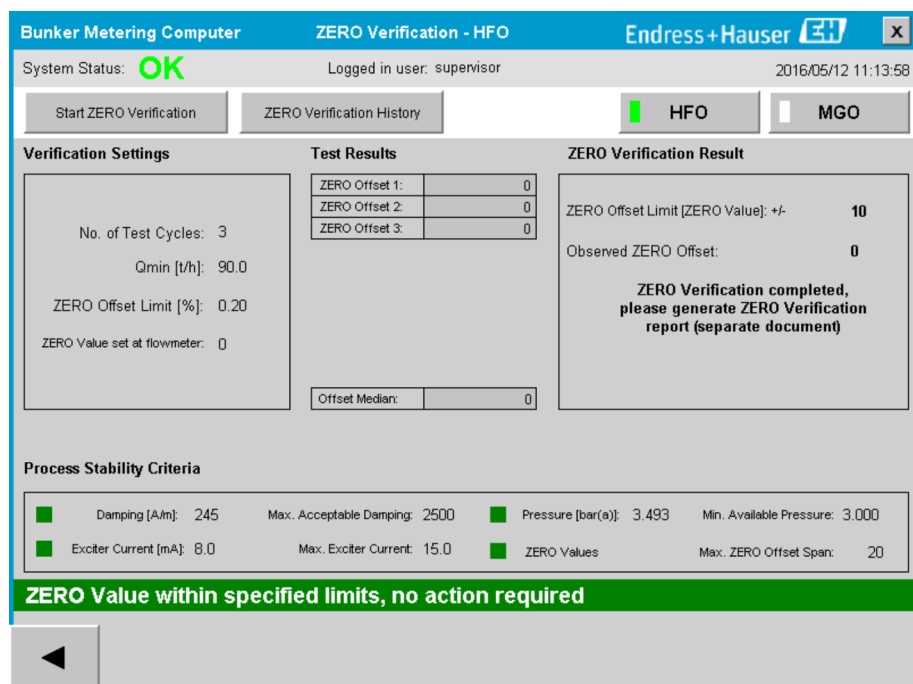 Bunker Metering Computer ZERO Verification - HFO Endress+Hauser EH X
System Status: OK Logged in user: supervisor 2016/05/12 11:13:58
Start ZERO Verification ZERO Verification History HFO MGO
Verification Settings
No. of Test Cycles: 3
Qmin [t/h]: 90.0
ZERO Offset Limit [%]: 0.20
ZERO Value set at flowmeter: 0
Test Results
ZERO Offset 1: 0
ZERO Offset 2: 0
ZERO Offset 3: 0
Offset Median: 0
ZERO Verification Result
ZERO Offset Limit [ZERO Value]: +/- 10
Observed ZERO Offset: 0
ZERO Verification completed,
please generate ZERO Verification
report (separate document)
Process Stability Criteria
Damping [A/m]: 245 Max. Acceptable Damping: 2500 Pressure [bar(a)]: 3.493 Min. Available Pressure: 3.000
Exciter Current [mA]: 8.0 Max. Exciter Current: 15.0 ZERO Values Max. ZERO Offset Span: 20
ZERO Value within specified limits, no action required